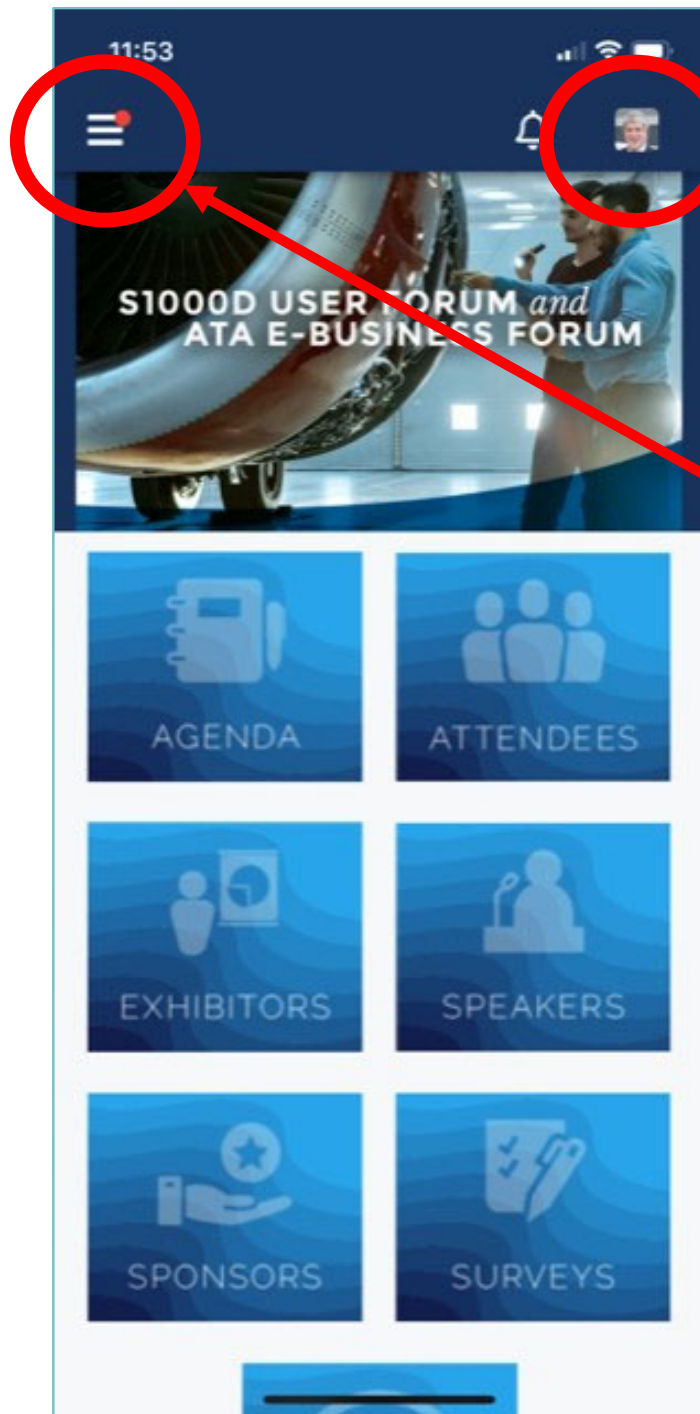 11:53
S1000D USER FORUM and
ATA E-BUSINESS FORUM
AGENDA
ATTENDEES
EXHIBITORS
SPEAKERS
SPONSORS
SURVEYS